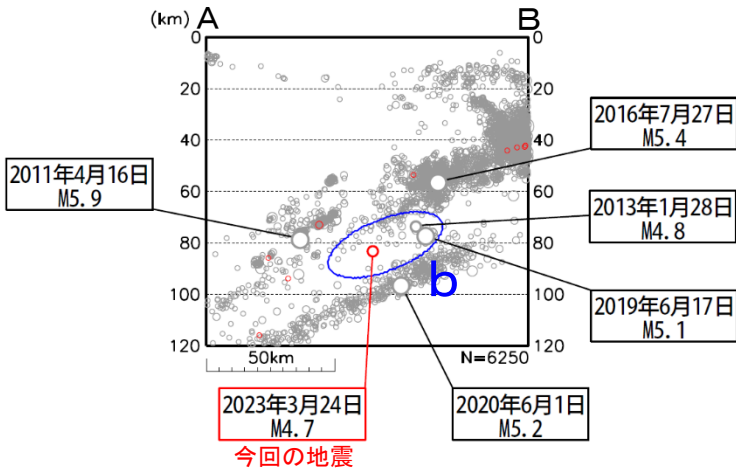 (km) A B
0 0
20 20
40 40
60 60
80 80
100 100
120 120
b
50km
N=6250
2016年7月27日
M5.4
2011年4月16日
M5.9
2013年1月28日
M4.8
2019年6月17日
M5.1
2023年3月24日
M4.7
今回の地震
2020年6月1日
M5.2